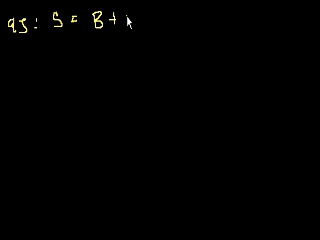 95: S = B +